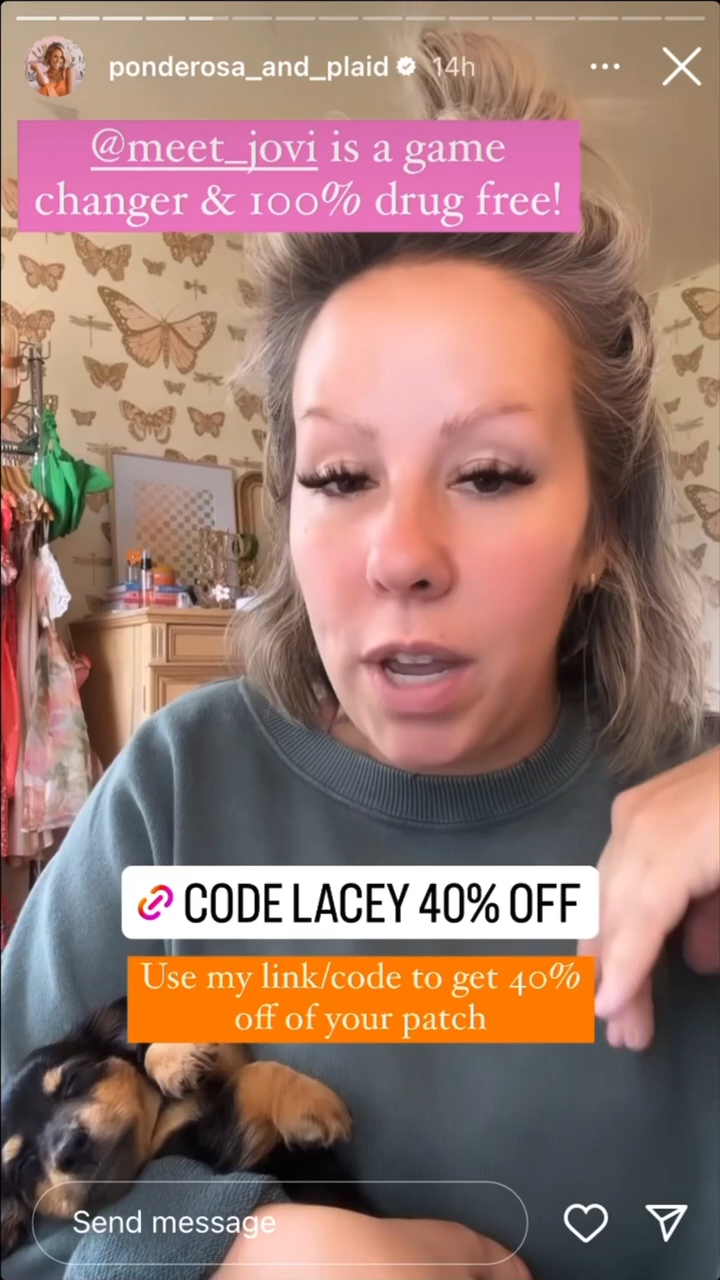 ponderosa_and_plaid 14h
@meet_jovi is a game
changer & 100% drug free!
CODE LACEY 40% OFF
Use my link/code to get 40%
off of your patch
Send message